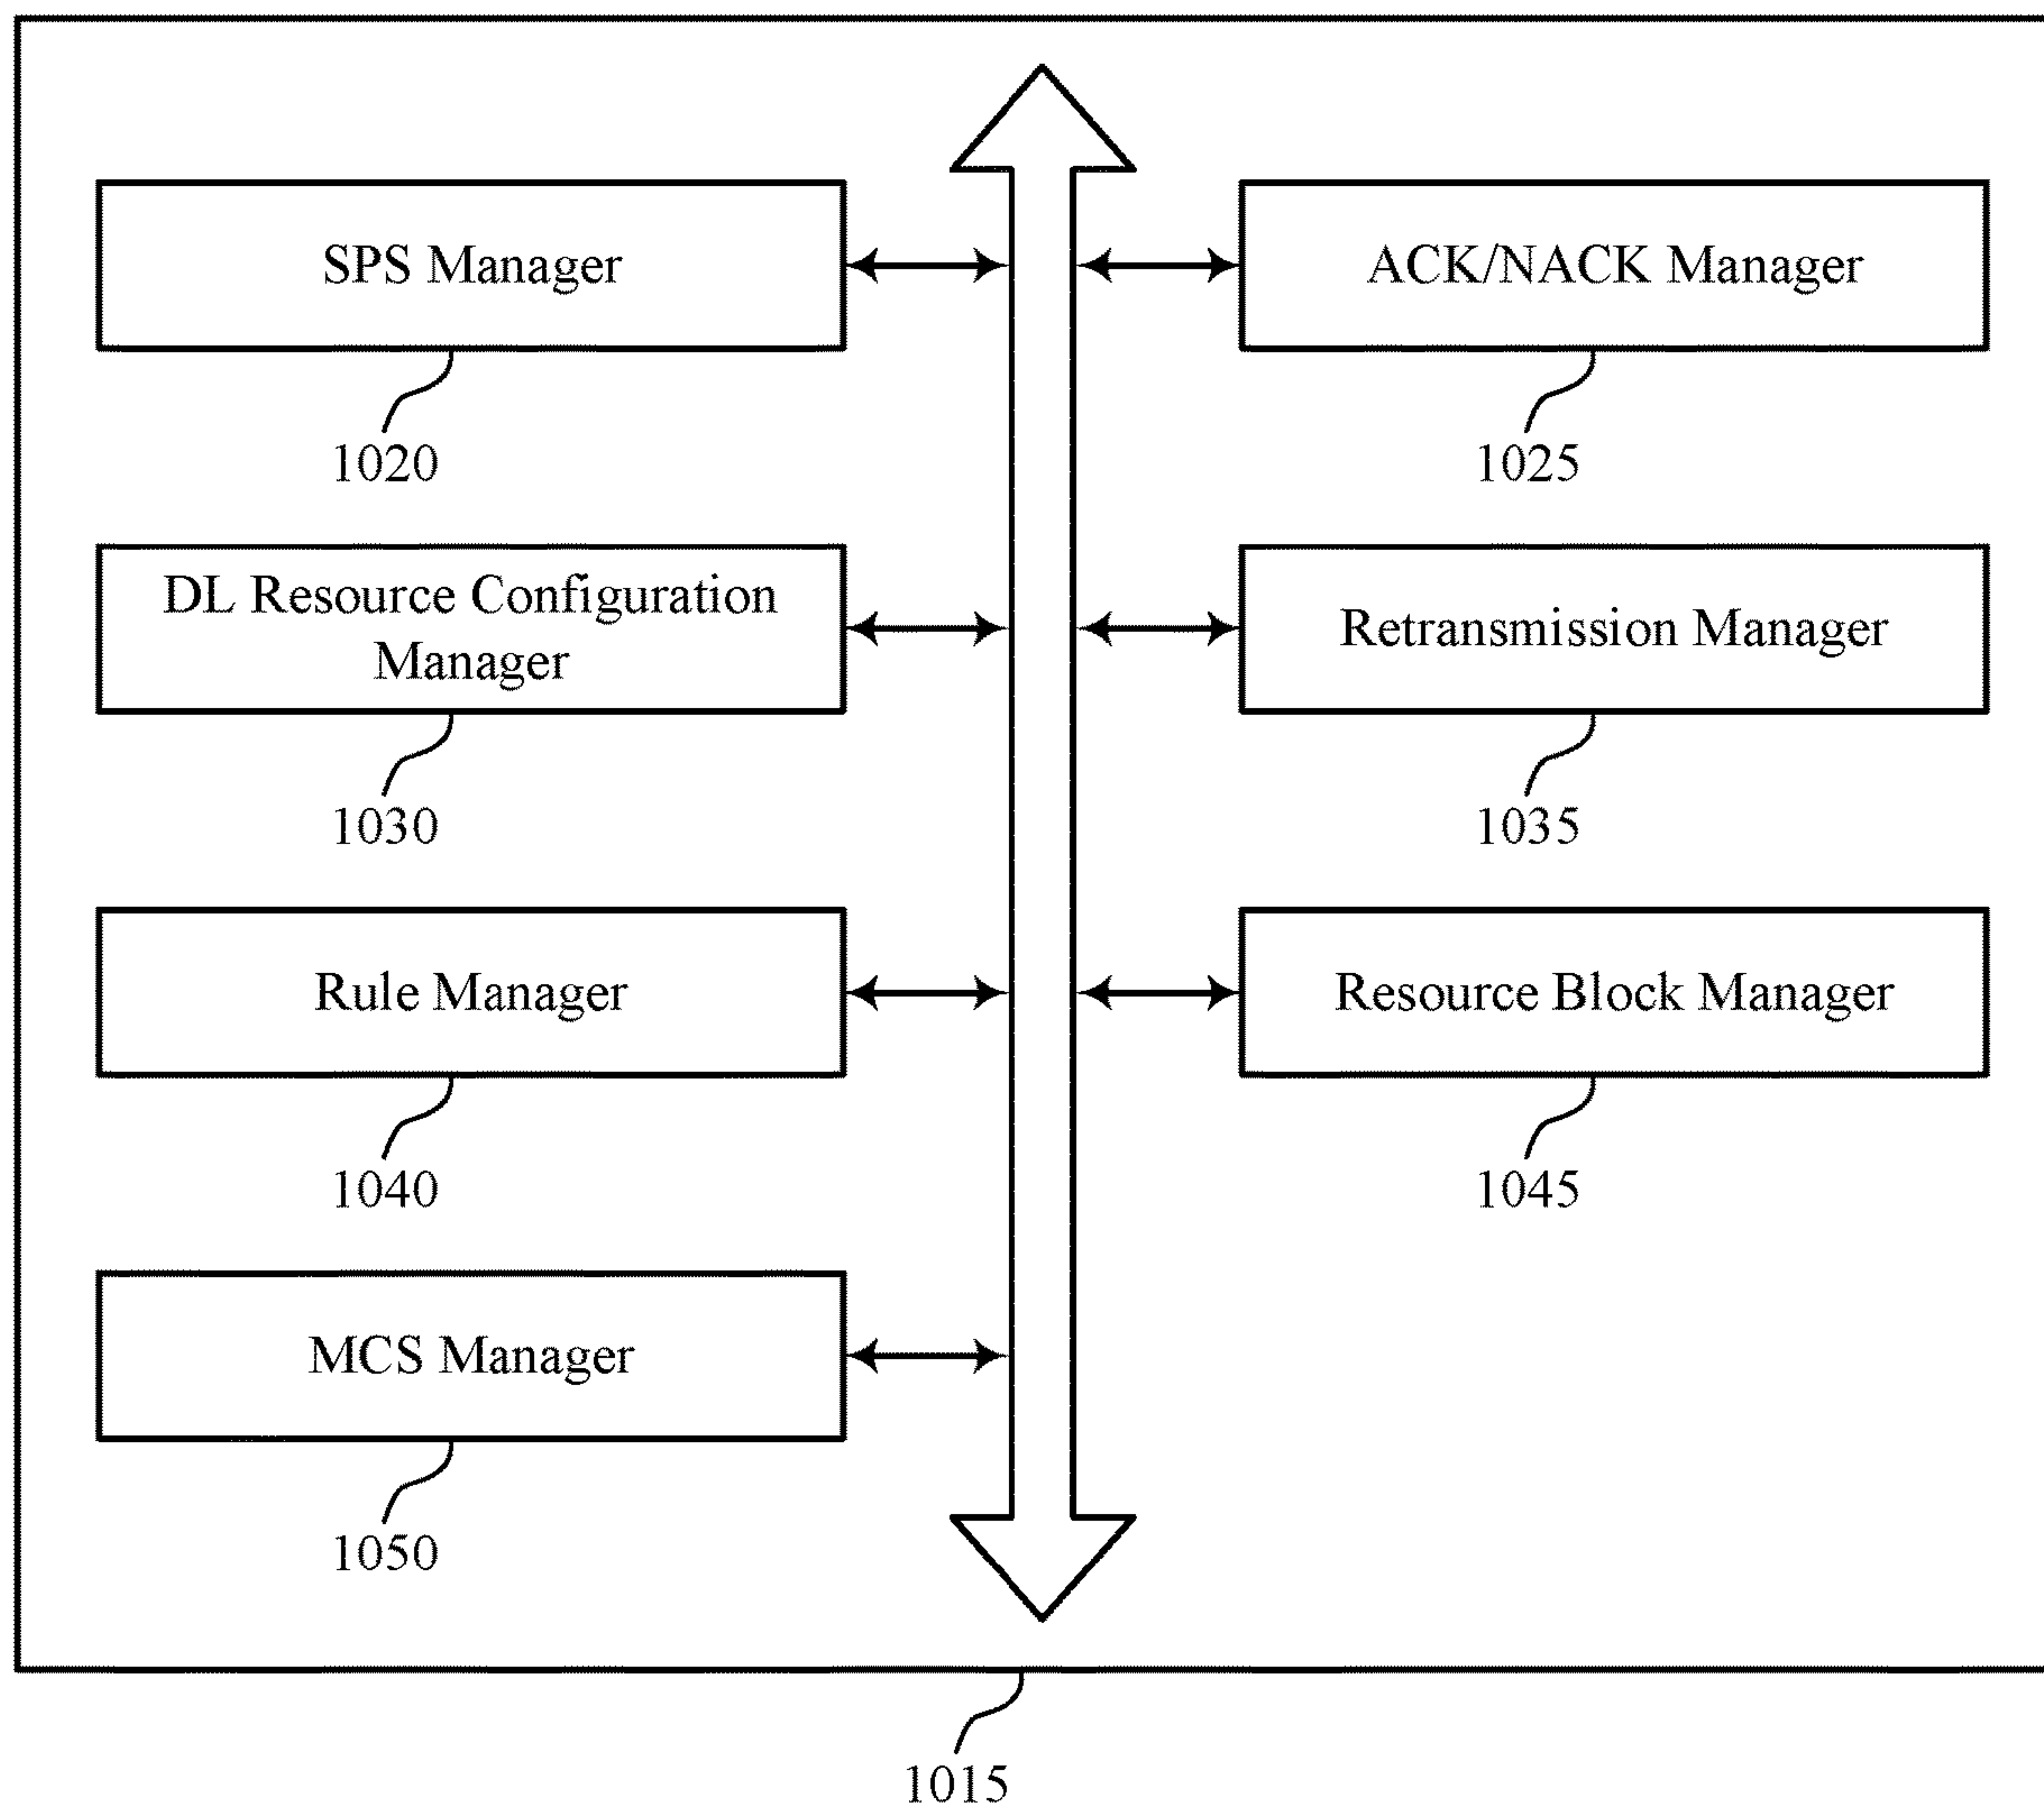 SPS Manager
ACK/NACK Manager
1020
1025
DL Resource Configuration
Manager
Retransmission Manager
1030
1035
Rule Manager
Resource Block Manager
1040
1045
MCS Manager
1050
1015